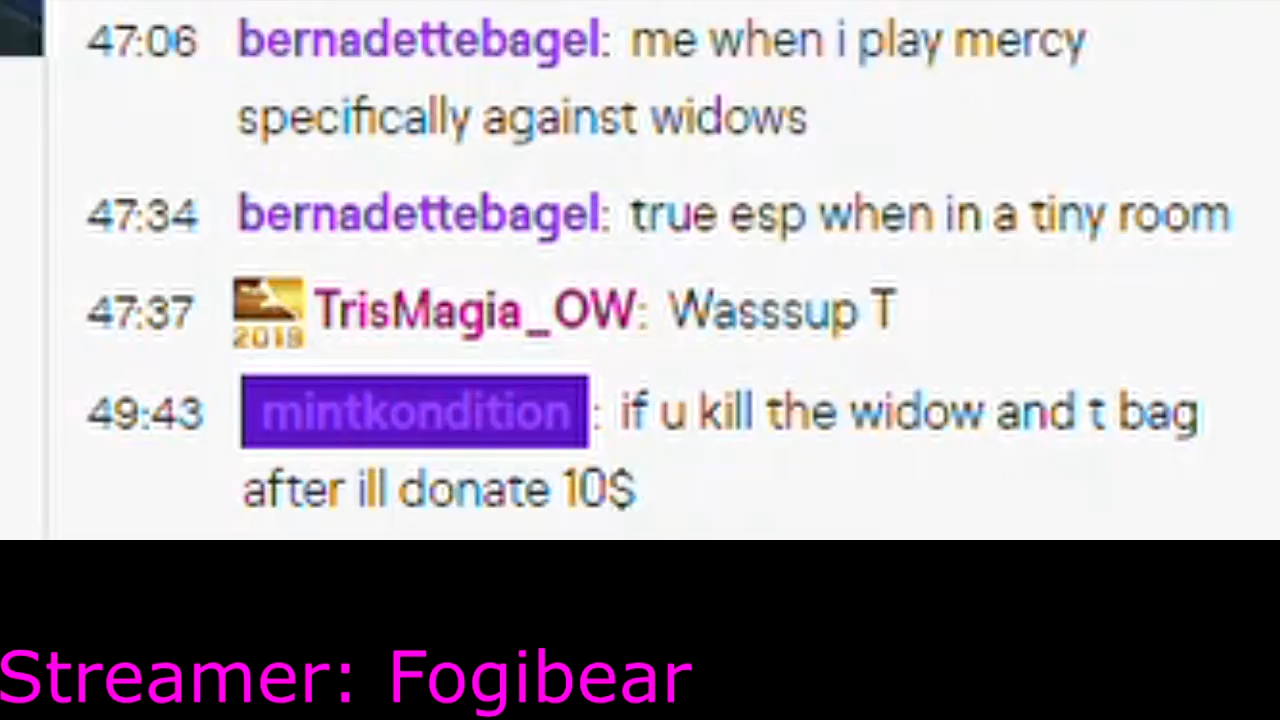 47:06 bernadettebagel: me when i play mercy
specifically against widows
47:34 bernadettebagel: true esp when in a tiny room
47:37 2019 TrisMagia_OW: Wasssup T
49:43 mintkondition : if u kill the widow and t bag
after ill donate 10$
Streamer: Fogibear